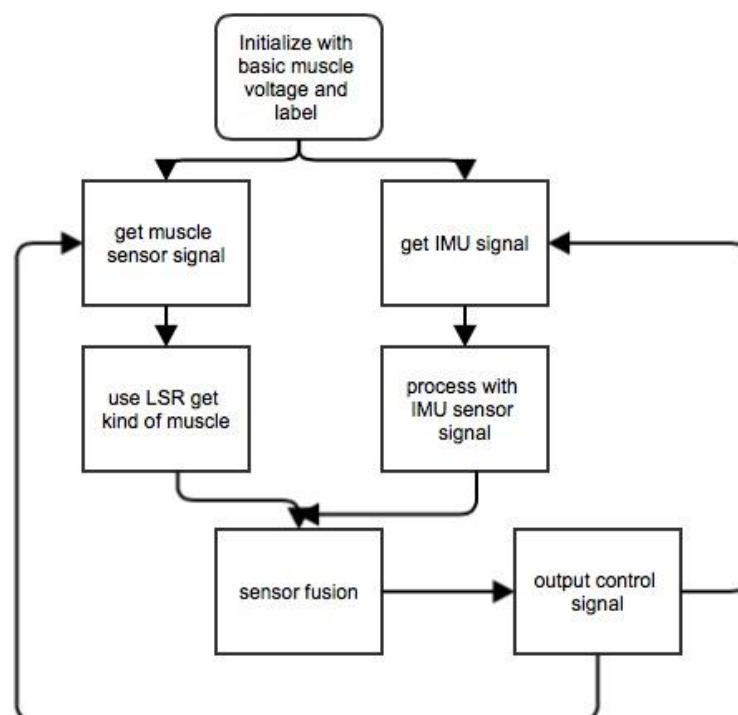 Initialize with
basic muscle
voltage and
label
get muscle
sensor signal
get IMU signal
use LSR get
kind of muscle
process with
IMU sensor
signal
sensor fusion
output control
signal